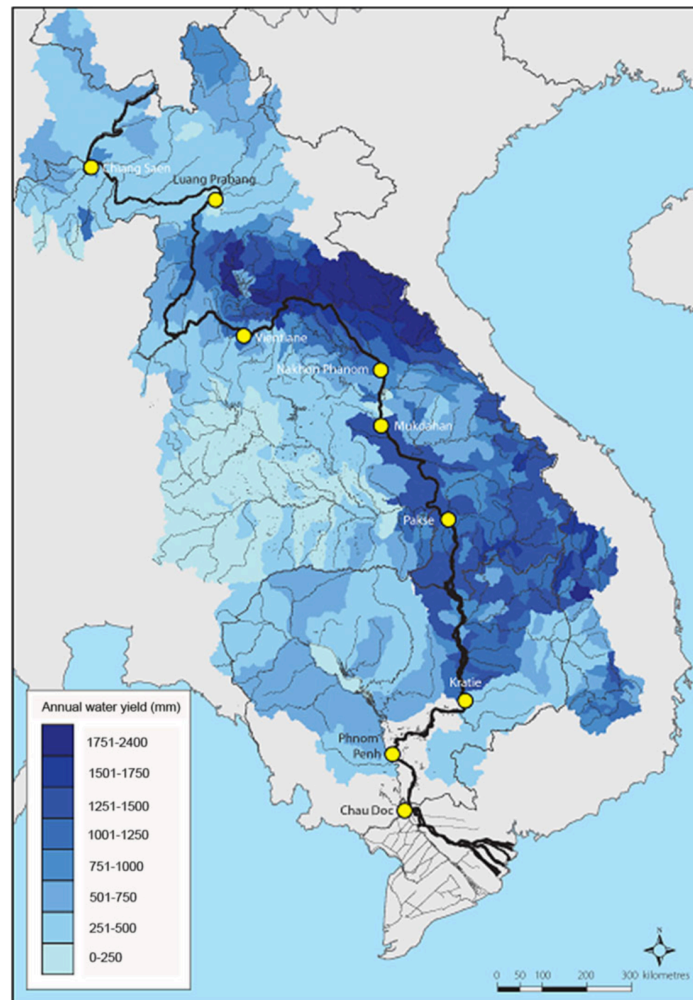 Chiang Saen
Luang Prabang
Vientiane
Nakhon Phanom
Mukdahan
Pakse
Kratie
Phnom
Penh
Chau Doc
Annual water yield (mm)
1751-2400
1501-1750
1251-1500
1001-1250
751-1000
501-750
251-500
0-250
N
0 50 100 200 300 kilometres